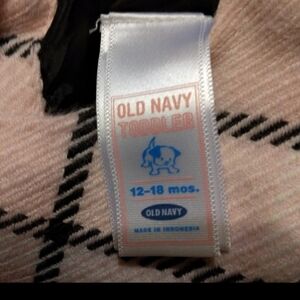 OLD NAVY
TODDLER
12-18 mos.
OLD NAVY
MADE IN INDONESIA